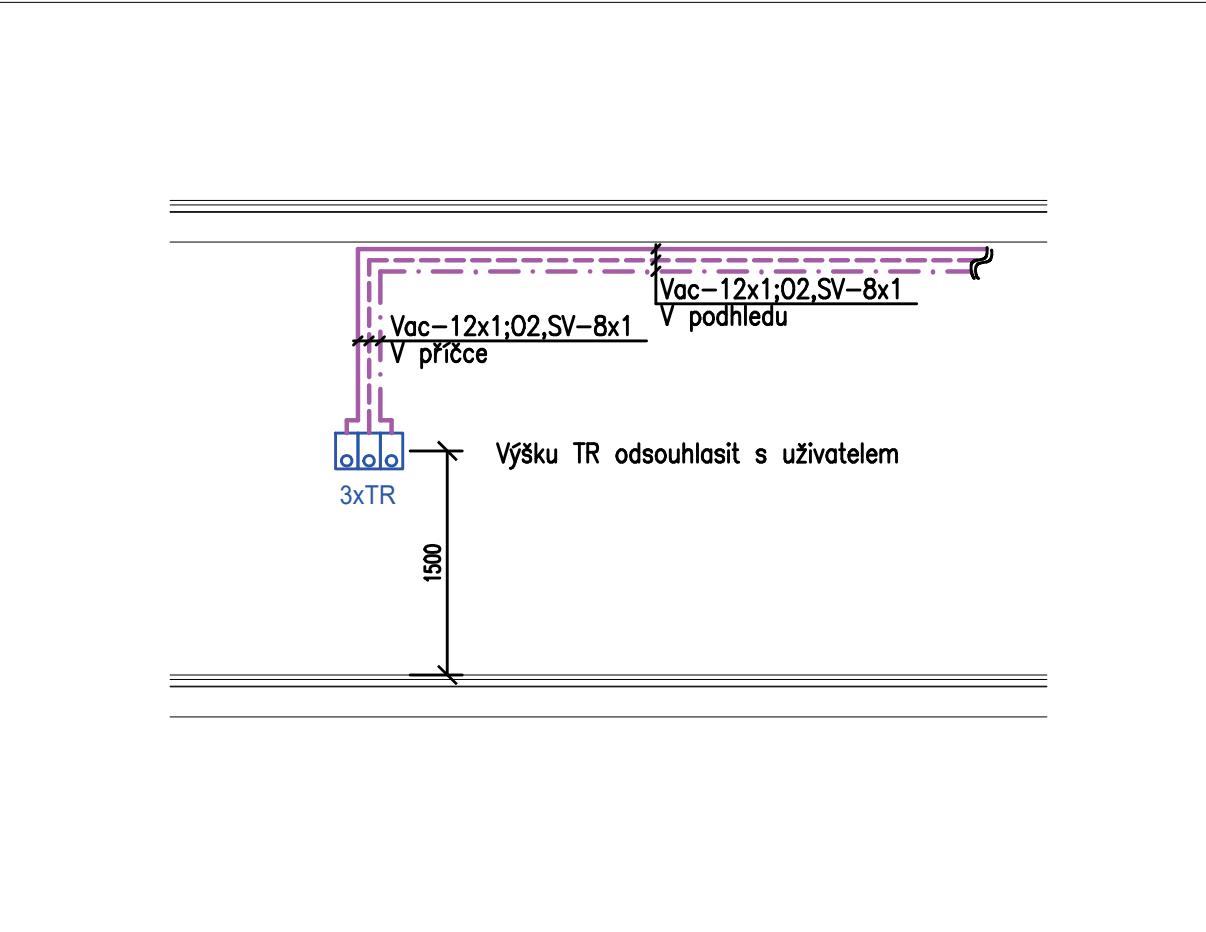 Vac-12x1;O2,SV-8x1
V podhledu
Vac-12x1;O2,SV-8x1
V příčce
Výšku TR odsouhlasit s uživatelem
3xTR
1500